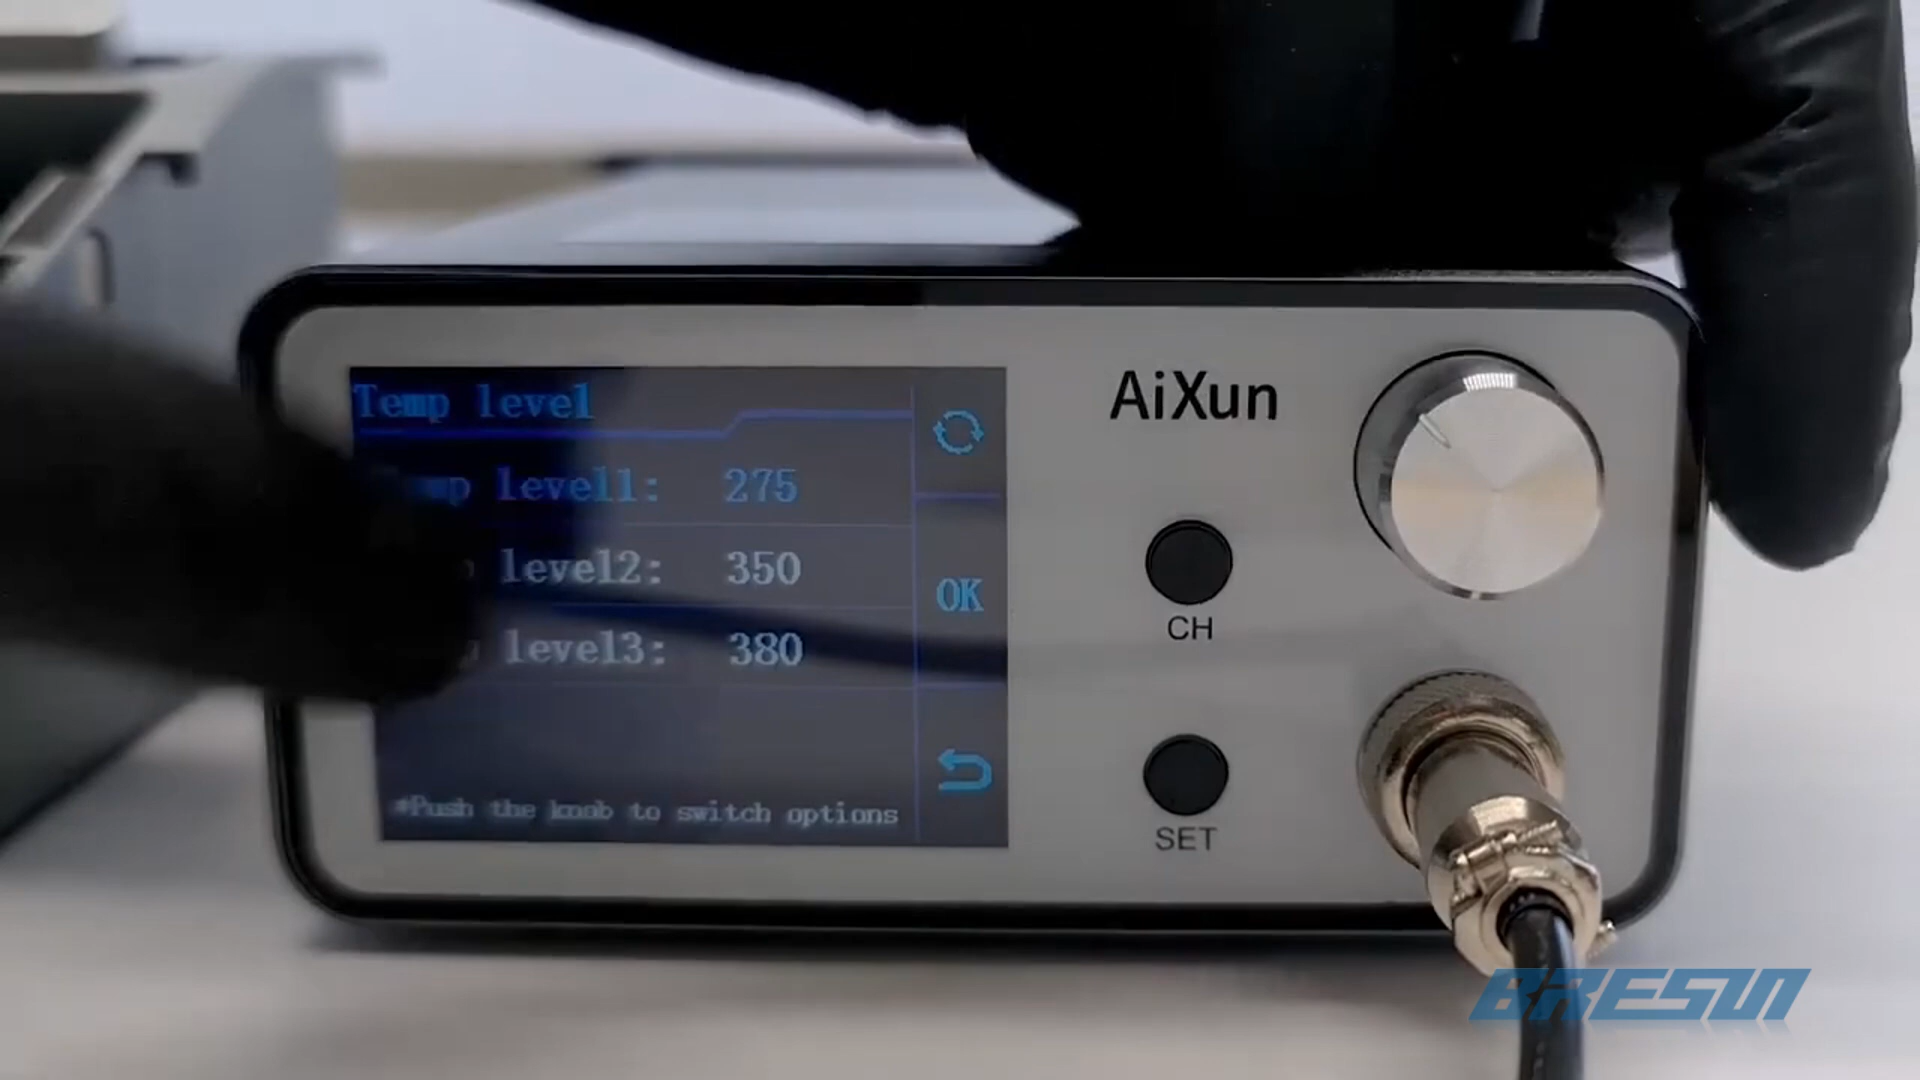 Temp level
level1: 275
level2: 350
level3: 380
OK
*Push the knob to switch options
AiXun
CH
SET
BRESUN